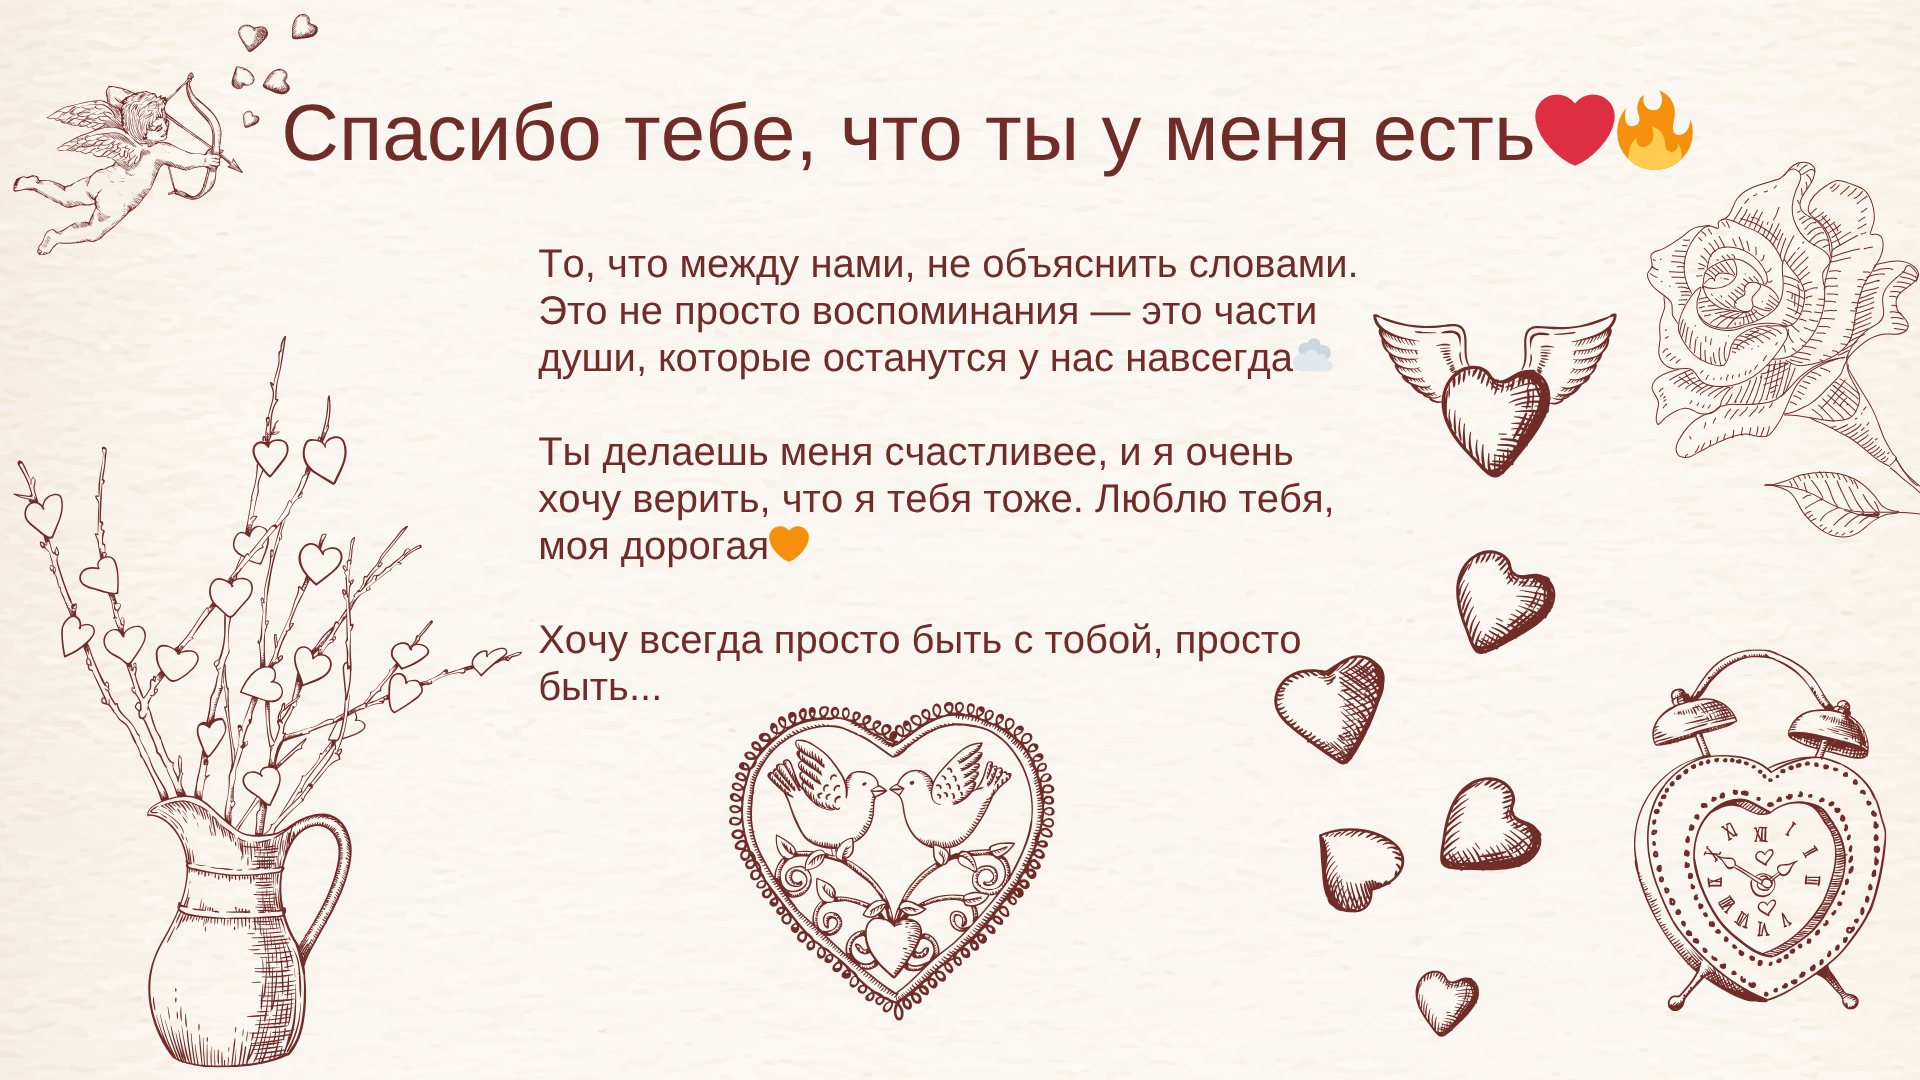 Спасибо тебе, что ты у меня есть❤️🔥
То, что между нами, не объяснить словами.
Это не просто воспоминания — это части
души, которые останутся у нас навсегда☁️
Ты делаешь меня счастливее, и я очень
хочу верить, что я тебя тоже. Люблю тебя,
моя дорогая🧡
Хочу всегда просто быть с тобой, просто
быть...